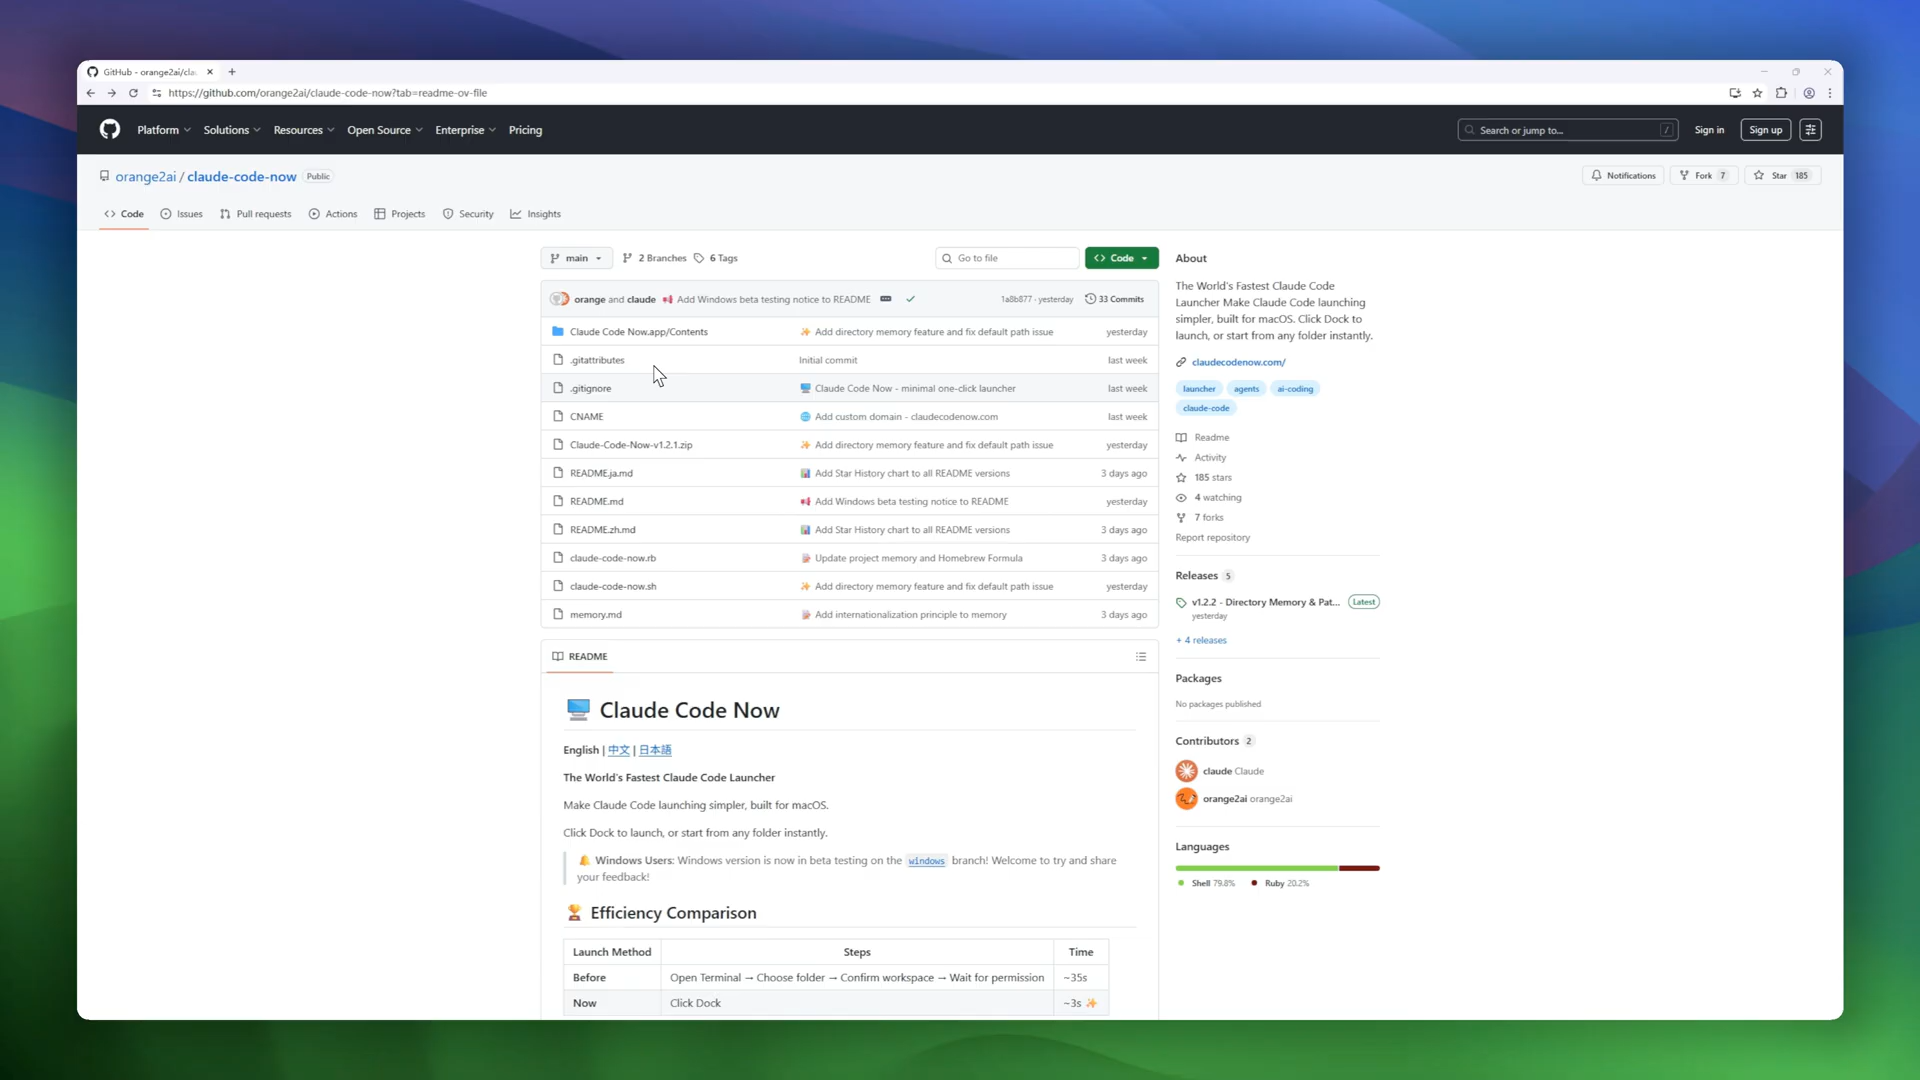 GitHub - orange2ai/cla
https://github.com/orange2ai/claude-code-now?tab=readme-ov-file
Platform Solutions Resources Open Source Enterprise Pricing
Search or jump to... / Sign in Sign up
orange2ai / claude-code-now Public
Notifications Fork 7 Star 185
Code Issues Pull requests Actions Projects Security Insights
main 2 Branches 6 Tags Go to file Code
orange and claude Add Windows beta testing notice to README 1a8b877 · yesterday 33 Commits
Claude Code Now.app/Contents Add directory memory feature and fix default path issue yesterday
.gitattributes Initial commit last week
.gitignore Claude Code Now - minimal one-click launcher last week
CNAME Add custom domain - claudecodenow.com last week
Claude-Code-Now-v1.2.1.zip Add directory memory feature and fix default path issue yesterday
README.ja.md Add Star History chart to all README versions 3 days ago
README.md Add Windows beta testing notice to README yesterday
README.zh.md Add Star History chart to all README versions 3 days ago
claude-code-now.rb Update project memory and Homebrew Formula 3 days ago
claude-code-now.sh Add directory memory feature and fix default path issue yesterday
memory.md Add internationalization principle to memory 3 days ago
README
Claude Code Now
English | 中文 | 日本語
The World's Fastest Claude Code Launcher
Make Claude Code launching simpler, built for macOS.
Click Dock to launch, or start from any folder instantly.
Windows Users: Windows version is now in beta testing on the windows branch! Welcome to try and share
your feedback!
Efficiency Comparison
Launch Method Steps Time
Before Open Terminal → Choose folder → Confirm workspace → Wait for permission ~35s
Now Click Dock ~3s
About
The World's Fastest Claude Code
Launcher Make Claude Code launching
simpler, built for macOS. Click Dock to
launch, or start from any folder instantly.
claudecodenow.com/
launcher agents ai-coding
claude-code
Readme
Activity
185 stars
4 watching
7 forks
Report repository
Releases 5
v1.2.2 - Directory Memory & Pat... Latest
yesterday
+ 4 releases
Packages
No packages published
Contributors 2
claude Claude
orange2ai orange2ai
Languages
Shell 79.8% Ruby 20.2%